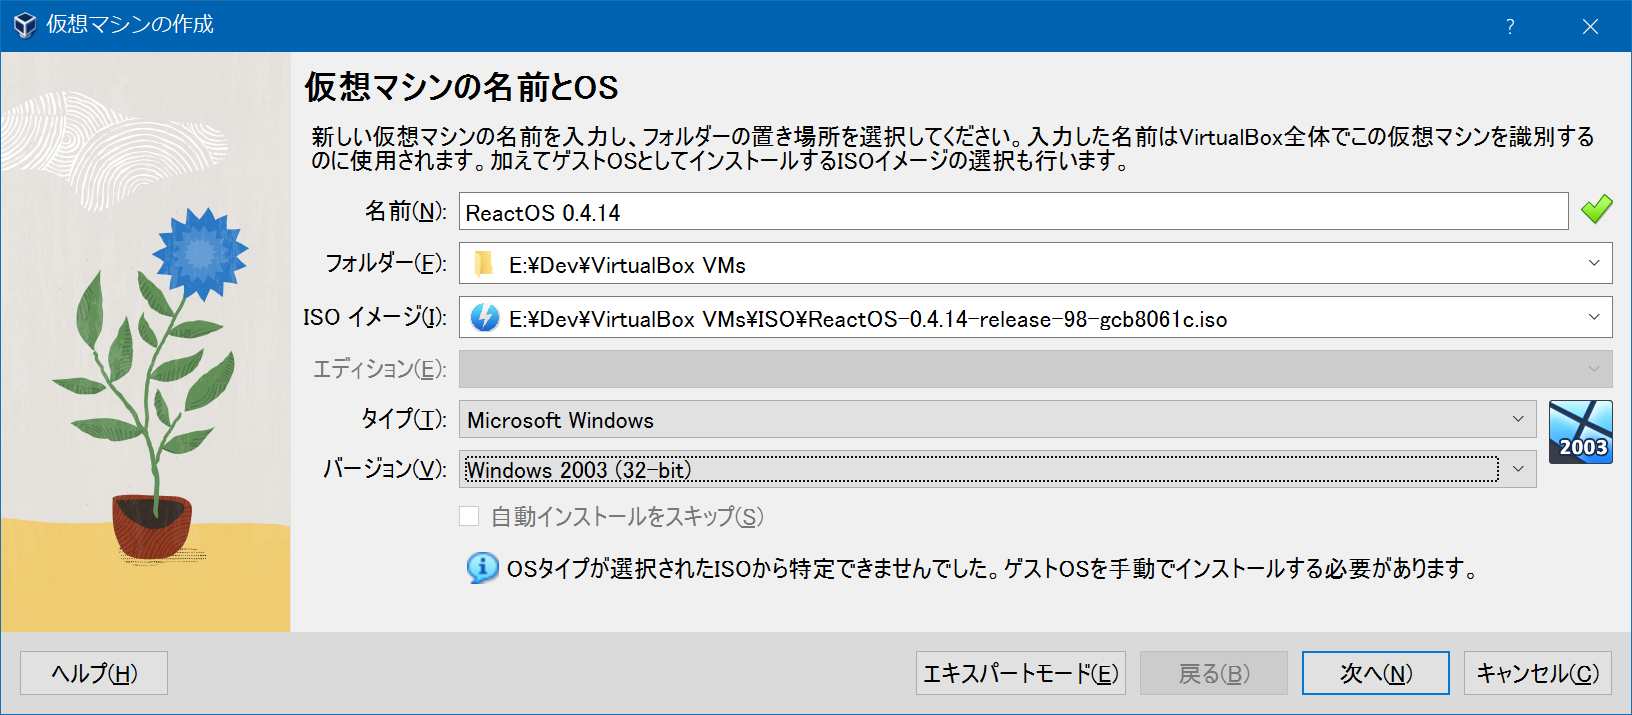 仮想マシンの作成
?
仮想マシンの名前とOS
新しい仮想マシンの名前を入力し、フォルダーの置き場所を選択してください。入力した名前はVirtualBox全体でこの仮想マシンを識別する
のに使用されます。加えてゲストOSとしてインストールするISOイメージの選択も行います。
名前(N): ReactOS 0.4.14
フォルダー(F): E:¥Dev¥VirtualBox VMs
ISO イメージ(I): E:¥Dev¥VirtualBox VMs¥ISO¥ReactOS-0.4.14-release-98-gcb8061c.iso
エディション(E):
タイプ(T): Microsoft Windows
バージョン(V): Windows 2003 (32-bit)
2003
自動インストールをスキップ(S)
OSタイプが選択されたISOから特定できませんでした。ゲストOSを手動でインストールする必要があります。
ヘルプ(H) エキスパートモード(E) 戻る(B) 次へ(N) キャンセル(C)